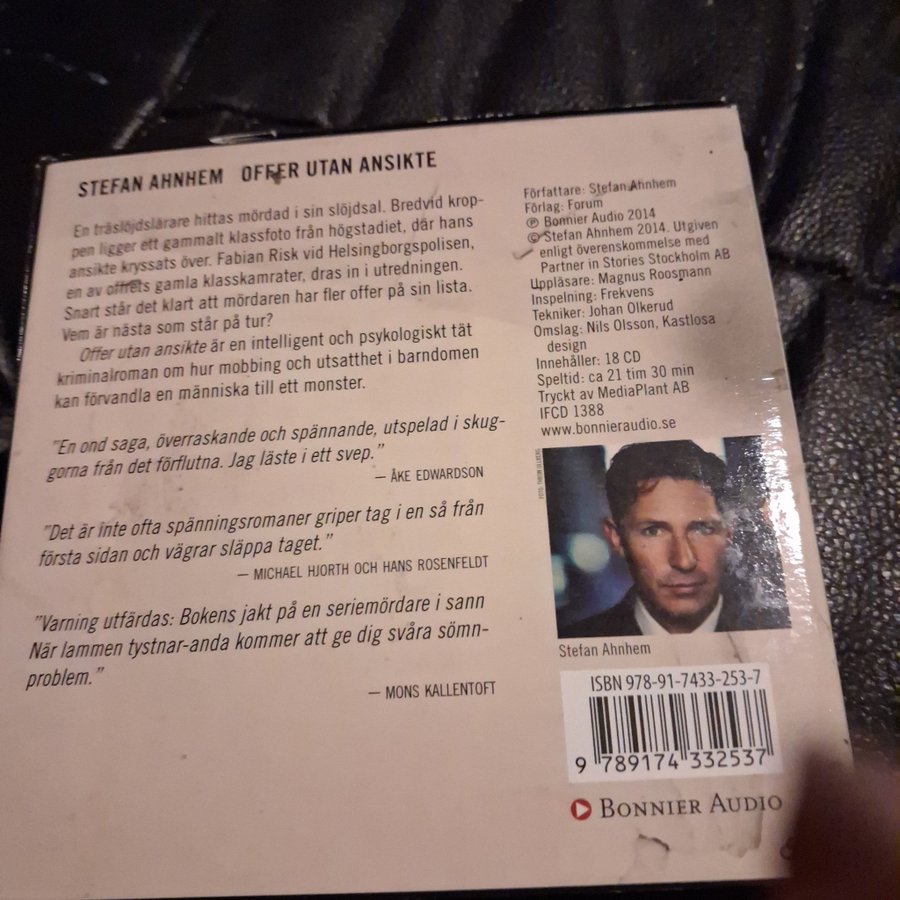 STEFAN AHNHEM OFFER UTAN ANSIKTE
En träslöjdslärare hittas mördad i sin slöjdsal. Bredvid krop-
pen ligger ett gammalt klassfoto från högstadiet, där hans
ansikte kryssats över. Fabian Risk vid Helsingborgspolisen,
en av offrets gamla klasskamrater, dras in i utredningen.
Snart står det klart att mördaren har fler offer på sin lista.
Vem är nästa som står på tur?
Offer utan ansikte är en intelligent och psykologiskt tät
kriminalroman om hur mobbing och utsatthet i barndomen
kan förvandla en människa till ett monster.
"En ond saga, överraskande och spännande, utspelad i skug-
gorna från det förflutna. Jag läste i ett svep."
— ÅKE EDWARDSON
"Det är inte ofta spänningsromaner griper tag i en så från
första sidan och vägrar släppa taget."
— MICHAEL HJORTH OCH HANS ROSENFELDT
"Varning utfärdas: Bokens jakt på en seriemördare i sann
När lammen tystnar-anda kommer att ge dig svåra sömn-
problem."
— MONS KALLENTOFT
Författare: Stefan Ahnhem
Förlag: Forum
℗ Bonnier Audio 2014
© Stefan Ahnhem 2014. Utgiven
enligt överenskommelse med
Partner in Stories Stockholm AB
Uppläsare: Magnus Roosmann
Inspelning: Frekvens
Tekniker: Johan Olkerud
Omslag: Nils Olsson, Kastlosa
design
Innehåller: 18 CD
Speltid: ca 21 tim 30 min
Tryckt av MediaPlant AB
IFCD 1388
www.bonnieraudio.se
Stefan Ahnhem
ISBN 978-91-7433-253-7
9 789174 332537
BONNIER AUDIO